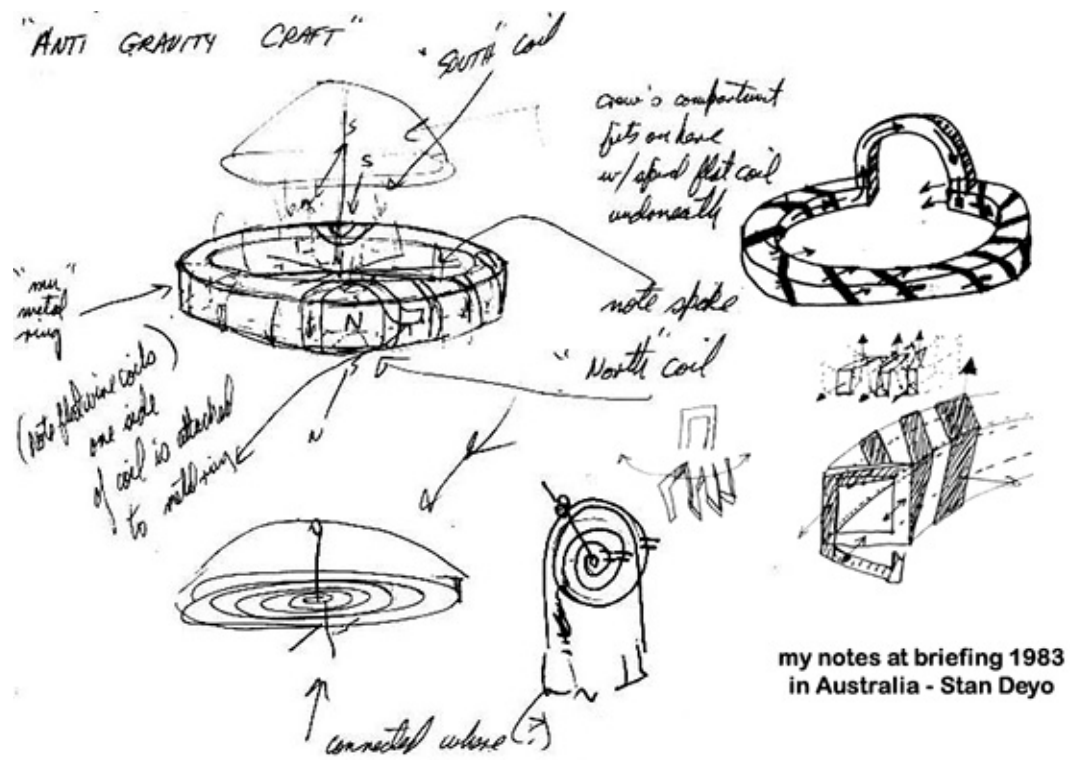 "ANTI GRAVITY CRAFT"
"SOUTH" coil
crew's compartment
fits on here
w/ spiral flat coil
underneath
S
S
"mu"
metal
ring
N
note spoke
"North" coil
S
N
(note flat wire coils)
one side
of coil is attached
to metal ring
connected where (?)
my notes at briefing 1983
in Australia - Stan Deyo